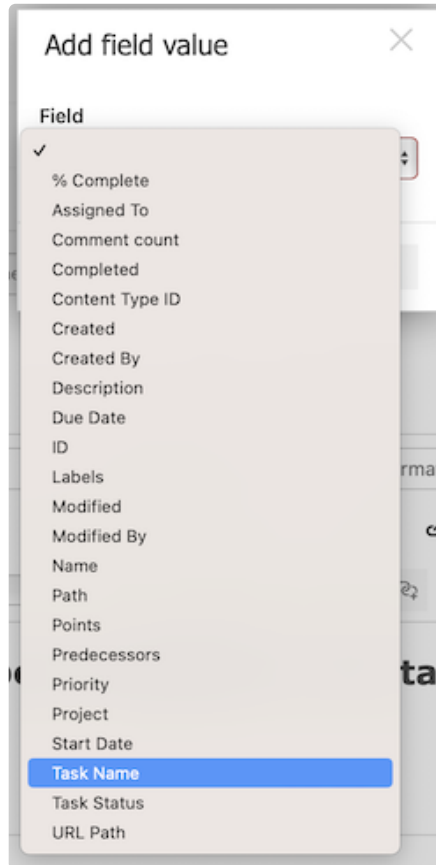 Add field value
Field
% Complete
Assigned To
Comment count
Completed
Content Type ID
Created
Created By
Description
Due Date
ID
Labels
Modified
Modified By
Name
Path
Points
Predecessors
Priority
Project
Start Date
Task Name
Task Status
URL Path